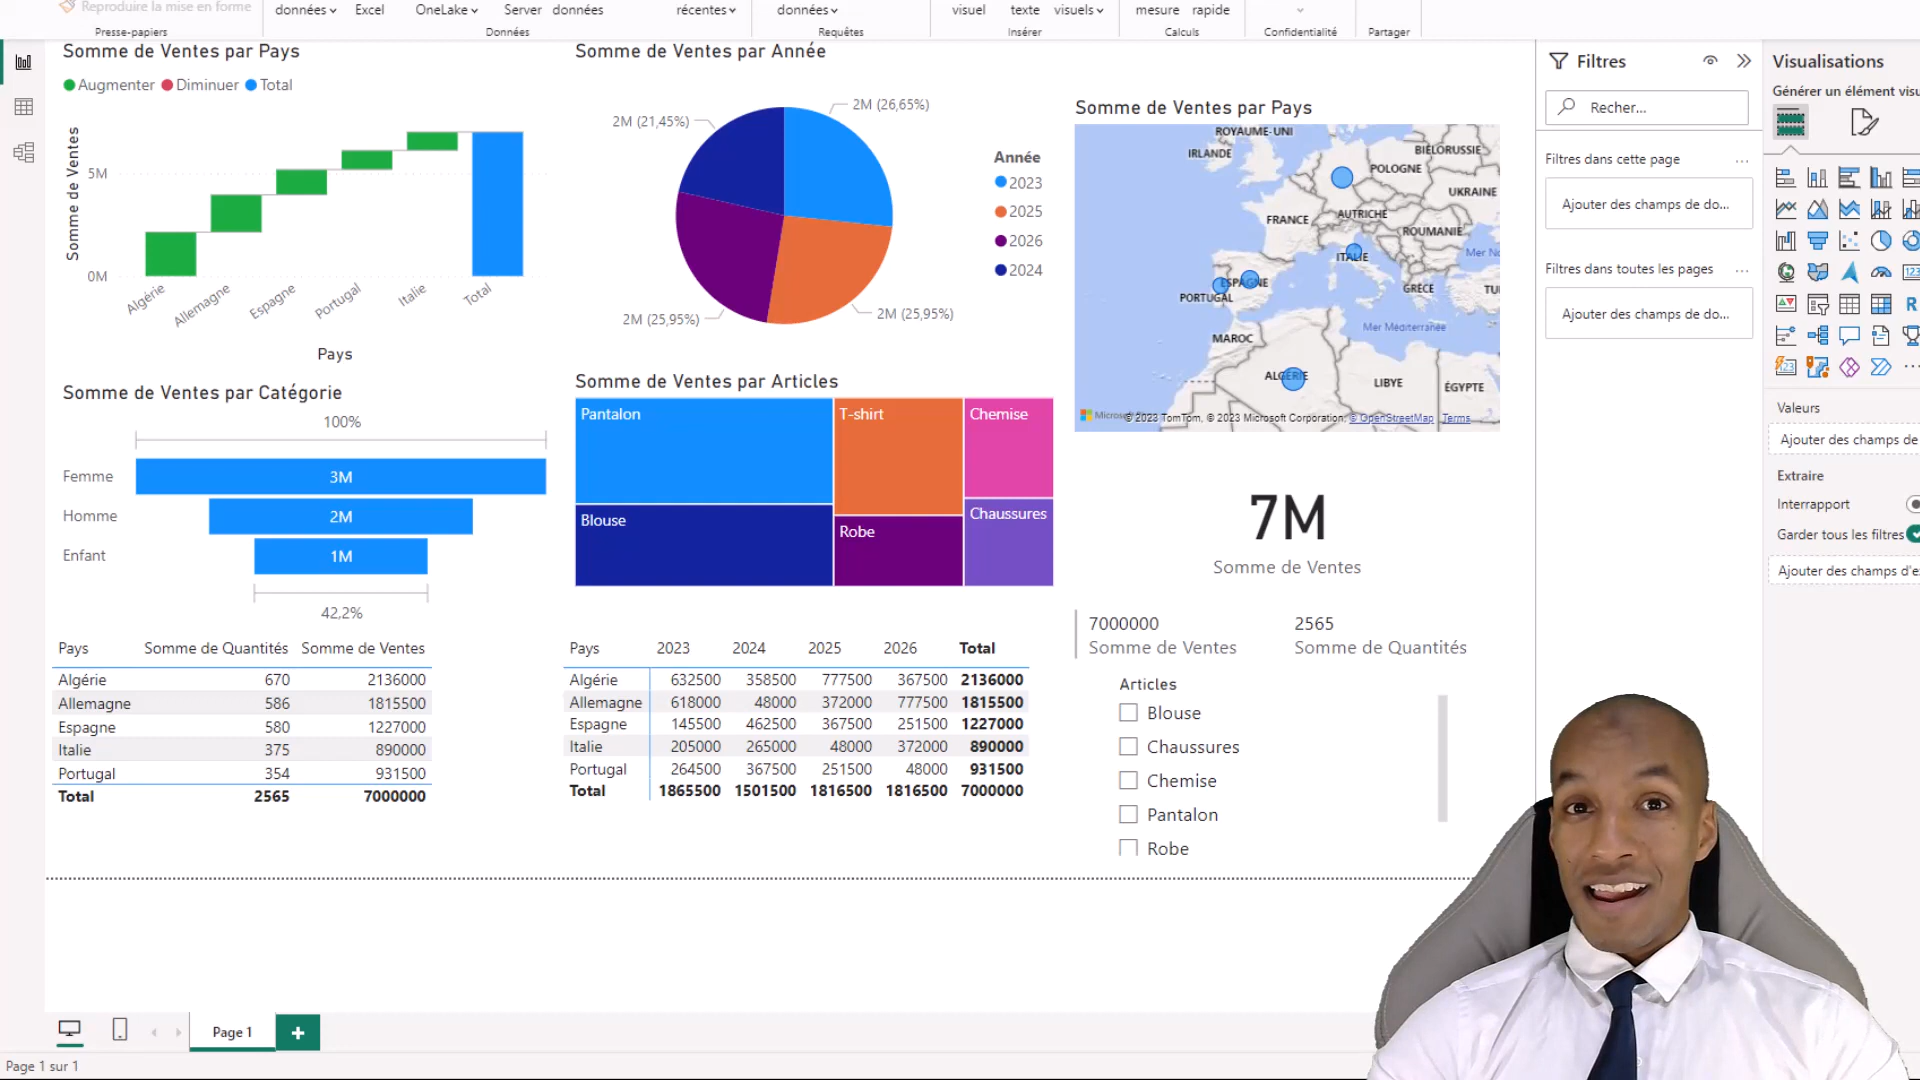 Reproduire la mise en forme
Presse-papiers
données
Excel
OneLake
Server
données
récentes
Données
données
Requêtes
visuel
texte
visuels
Insérer
mesure
rapide
Calculs
Confidentialité
Partager
Somme de Ventes par Pays
Augmenter Diminuer Total
Somme de Ventes
5M
0M
Algérie
Allemagne
Espagne
Portugal
Italie
Total
Pays
Somme de Ventes par Année
2M (26,65%)
2M (21,45%)
2M (25,95%)
2M (25,95%)
Année
2023
2025
2026
2024
Somme de Ventes par Pays
ROYAUME-UNI
IRLANDE
BIÉLORUSSIE
POLOGNE
UKRAINE
FRANCE
AUTRICHE
ROUMANIE
Mer No
ITALIE
ESPAGNE
PORTUGAL
GRÈCE
TU
Mer Méditerranée
MAROC
ALGÉRIE
LIBYE
ÉGYPTE
© 2023 TomTom, © 2023 Microsoft Corporation, © OpenStreetMap Terms
Somme de Ventes par Catégorie
100%
Femme 3M
Homme 2M
Enfant 1M
42,2%
Somme de Ventes par Articles
Pantalon
T-shirt
Chemise
Blouse
Robe
Chaussures
7M
Somme de Ventes
7000000 2565
Somme de Ventes Somme de Quantités
Pays Somme de Quantités Somme de Ventes
Algérie 670 2136000
Allemagne 586 1815500
Espagne 580 1227000
Italie 375 890000
Portugal 354 931500
Total 2565 7000000
Pays 2023 2024 2025 2026 Total
Algérie 632500 358500 777500 367500 2136000
Allemagne 618000 48000 372000 777500 1815500
Espagne 145500 462500 367500 251500 1227000
Italie 205000 265000 48000 372000 890000
Portugal 264500 367500 251500 48000 931500
Total 1865500 1501500 1816500 1816500 7000000
Articles
Blouse
Chaussures
Chemise
Pantalon
Robe
Filtres
Recher...
Filtres dans cette page ...
Ajouter des champs de do...
Filtres dans toutes les pages ...
Ajouter des champs de do...
Visualisations
Générer un élément visu
123
R
123
Valeurs
Ajouter des champs de
Extraire
Interrapport
Garder tous les filtres
Ajouter des champs d'e
Page 1
+
Page 1 sur 1